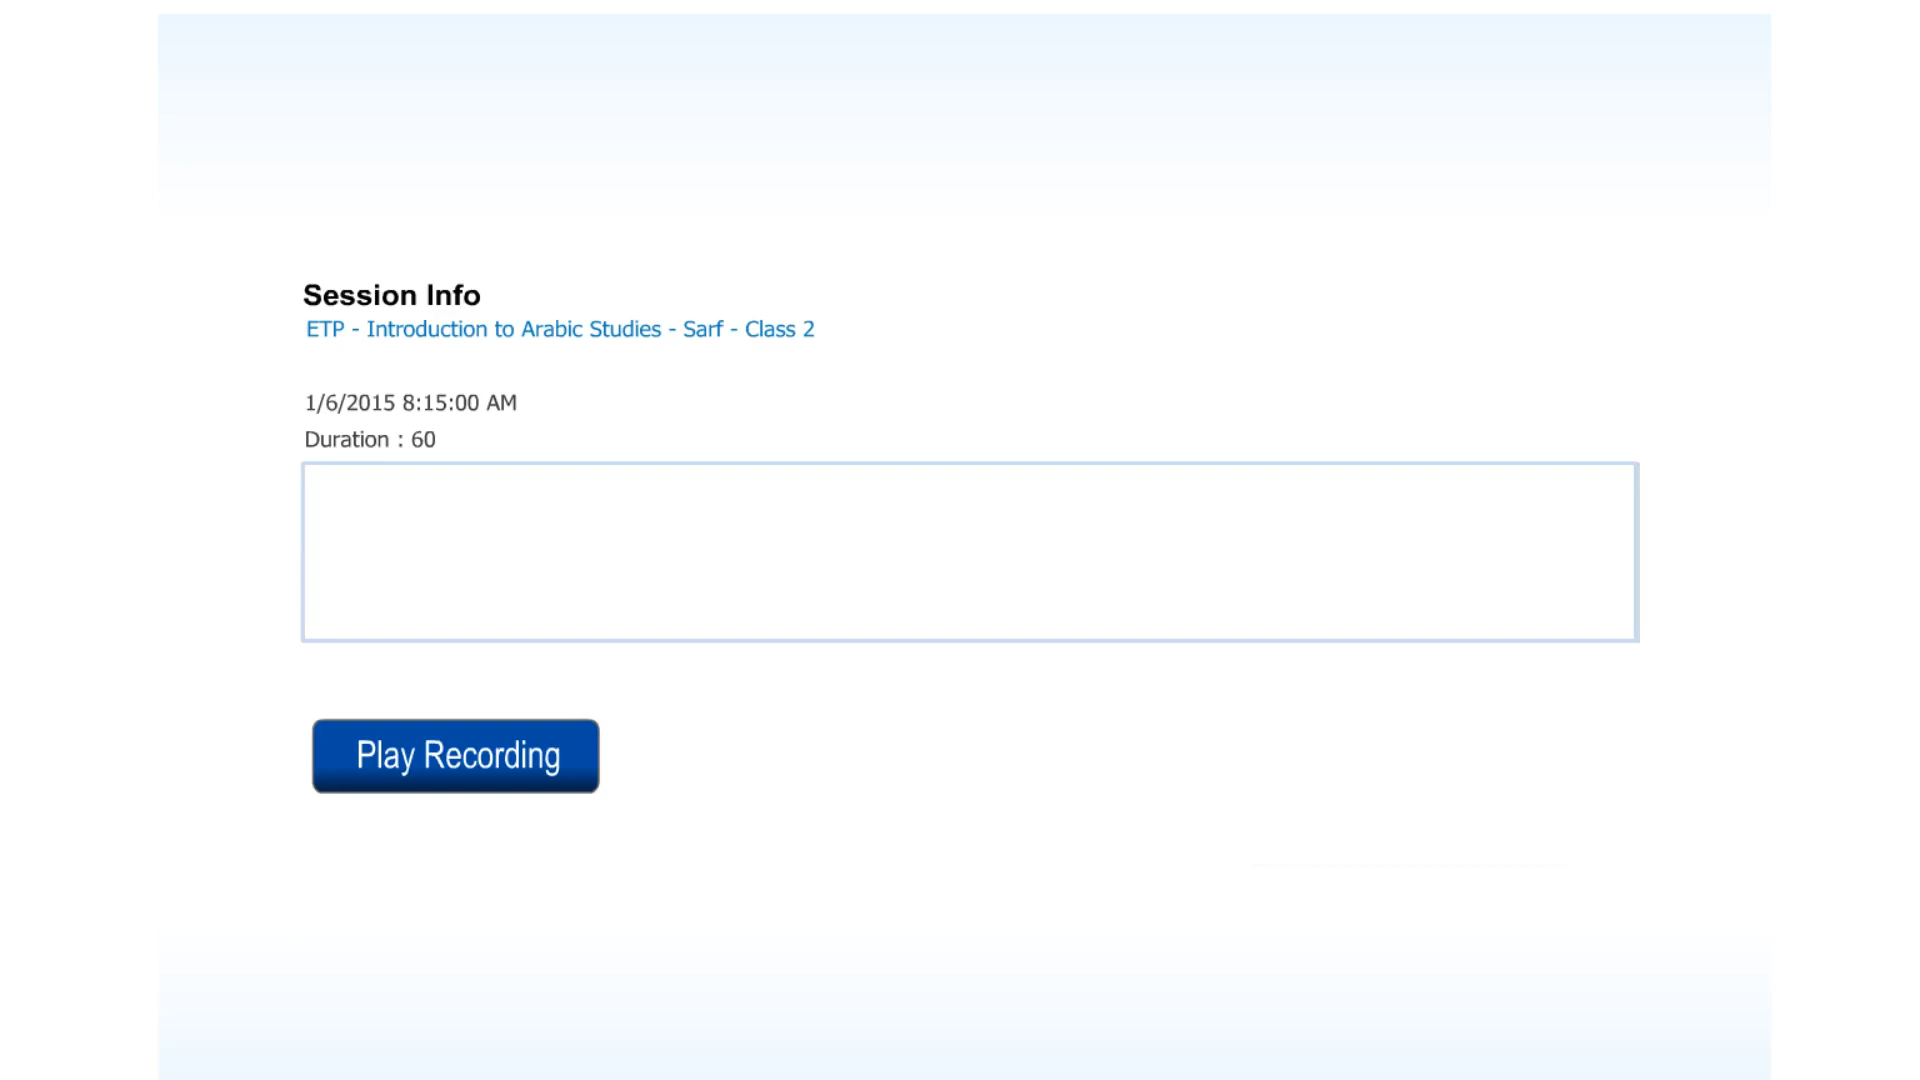 Session Info
ETP - Introduction to Arabic Studies - Sarf - Class 2
1/6/2015 8:15:00 AM
Duration : 60
Play Recording